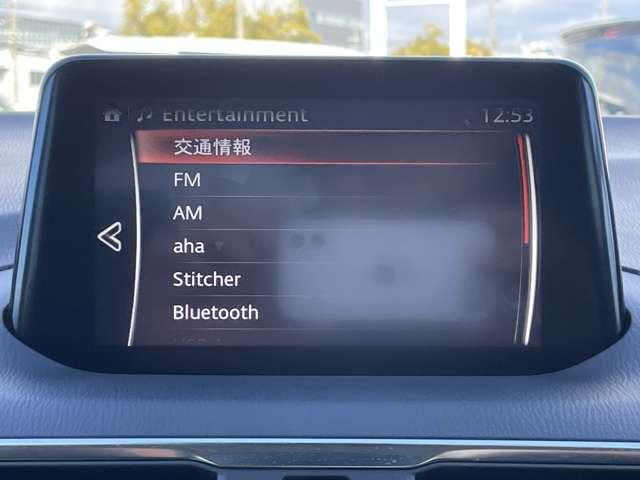 Entertainment 12:53
交通情報
FM
AM
aha
Stitcher
Bluetooth